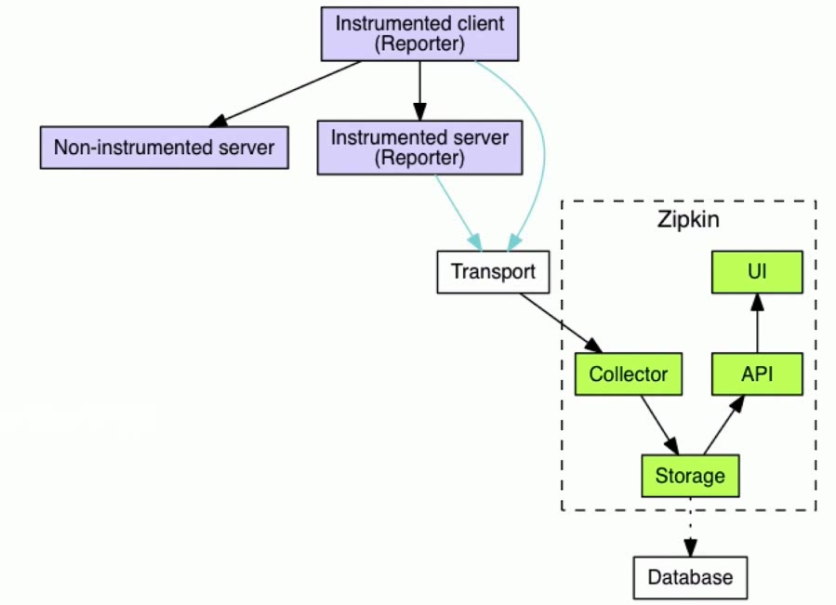 Instrumented client
(Reporter)
Non-instrumented server
Instrumented server
(Reporter)
Zipkin
Transport
UI
Collector
API
Storage
Database